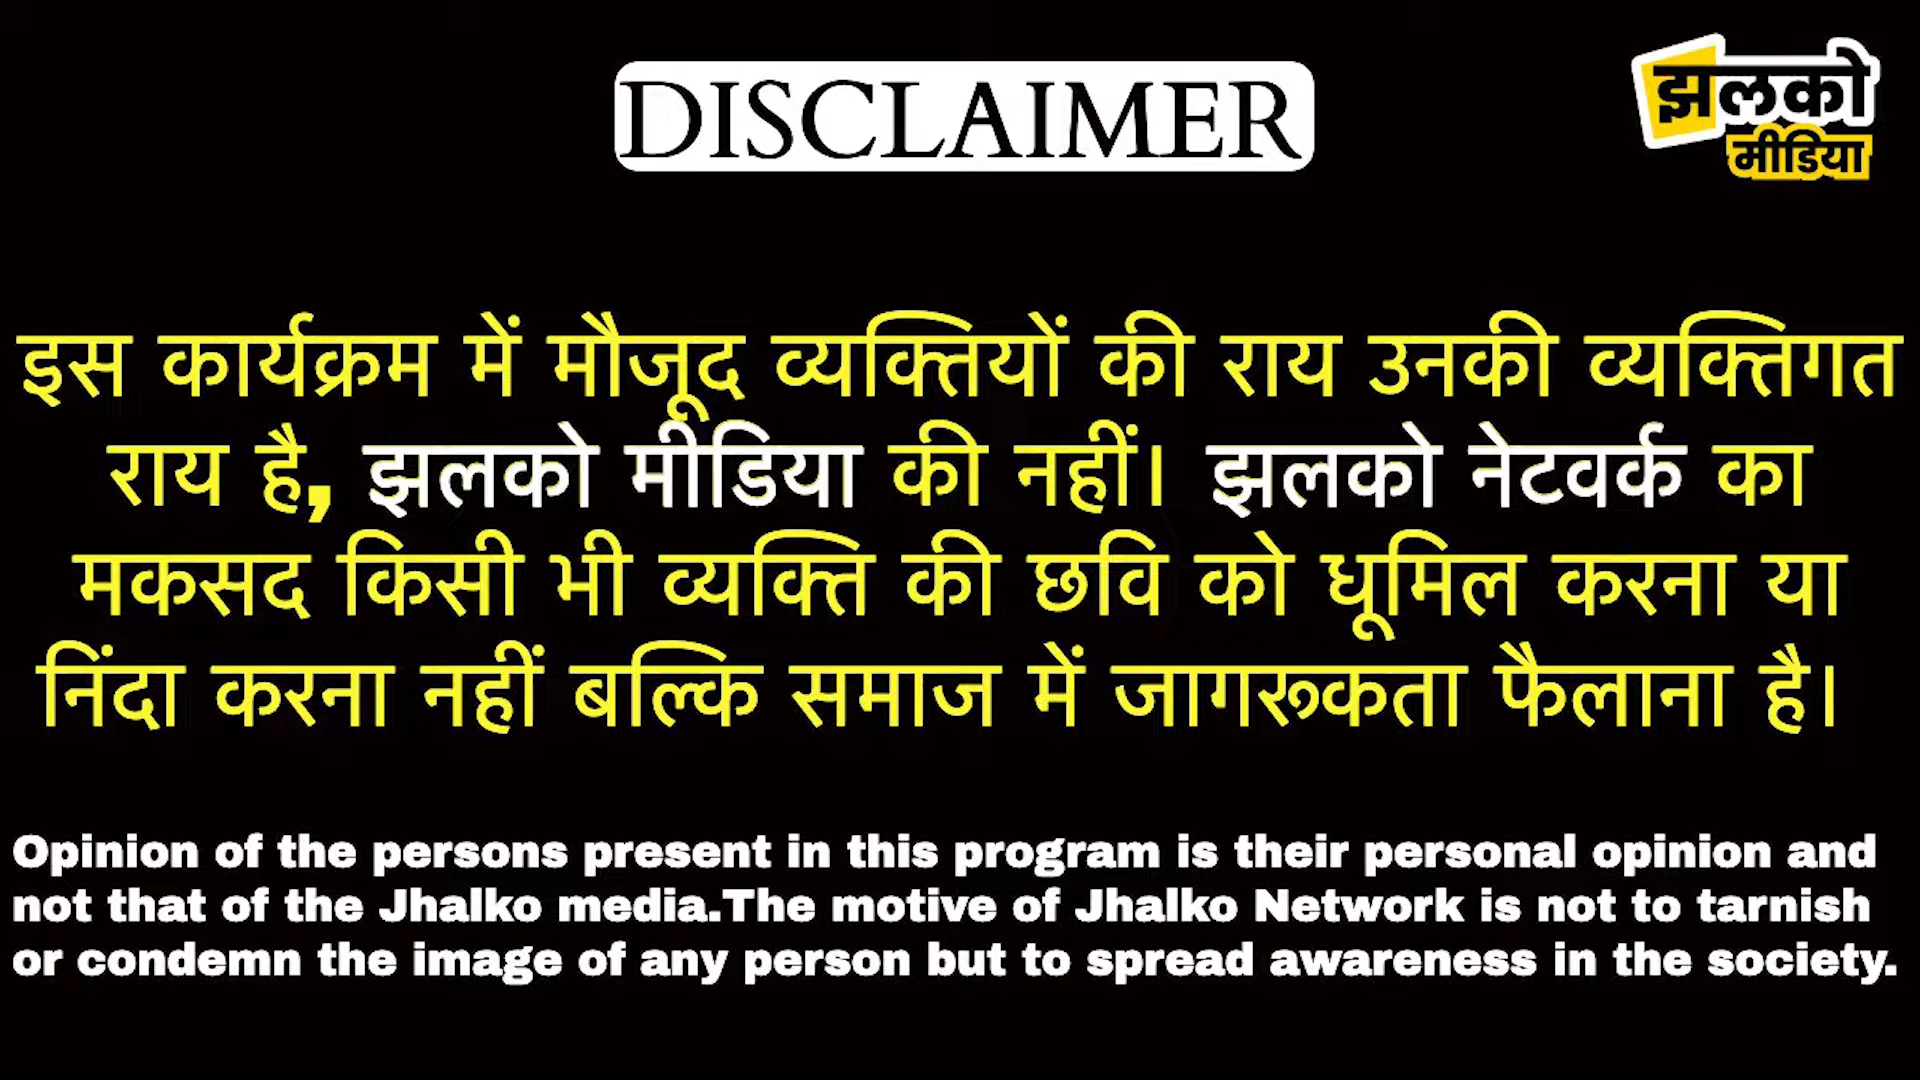 DISCLAIMER
झलको
मीडिया
इस कार्यक्रम में मौजूद व्यक्तियों की राय उनकी व्यक्तिगत
राय है, झलको मीडिया की नहीं। झलको नेटवर्क का
मकसद किसी भी व्यक्ति की छवि को धूमिल करना या
निंदा करना नहीं बल्कि समाज में जागरूकता फैलाना है।
Opinion of the persons present in this program is their personal opinion and
not that of the Jhalko media.The motive of Jhalko Network is not to tarnish
or condemn the image of any person but to spread awareness in the society.